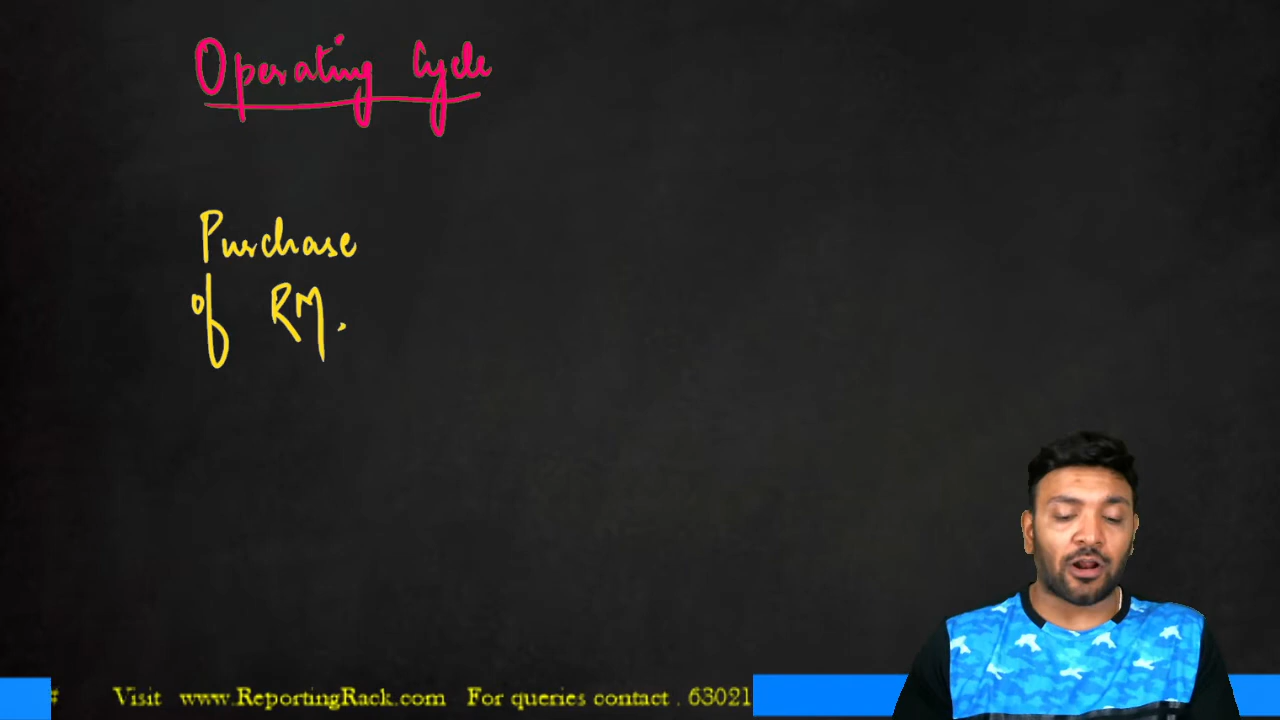 Operating Cycle
Purchase
of RM.
# Visit www.ReportingRack.com For queries contact . 63021